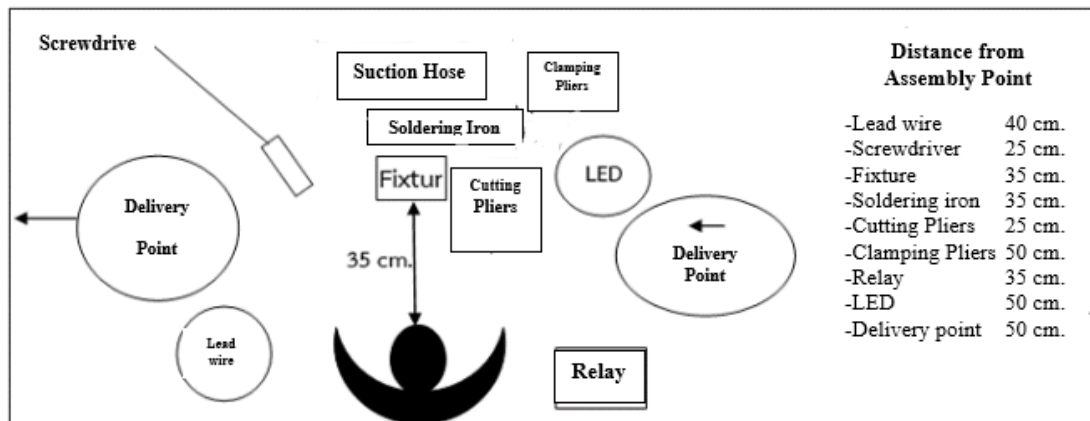 Screwdrive
Suction Hose
Clamping
Pliers
Soldering Iron
Fixtur
Cutting
Pliers
LED
Delivery
Point
Delivery
Point
35 cm.
Lead
wire
Relay
Distance from
Assembly Point
-Lead wire 40 cm.
-Screwdriver 25 cm.
-Fixture 35 cm.
-Soldering iron 35 cm.
-Cutting Pliers 25 cm.
-Clamping Pliers 50 cm.
-Relay 35 cm.
-LED 50 cm.
-Delivery point 50 cm.